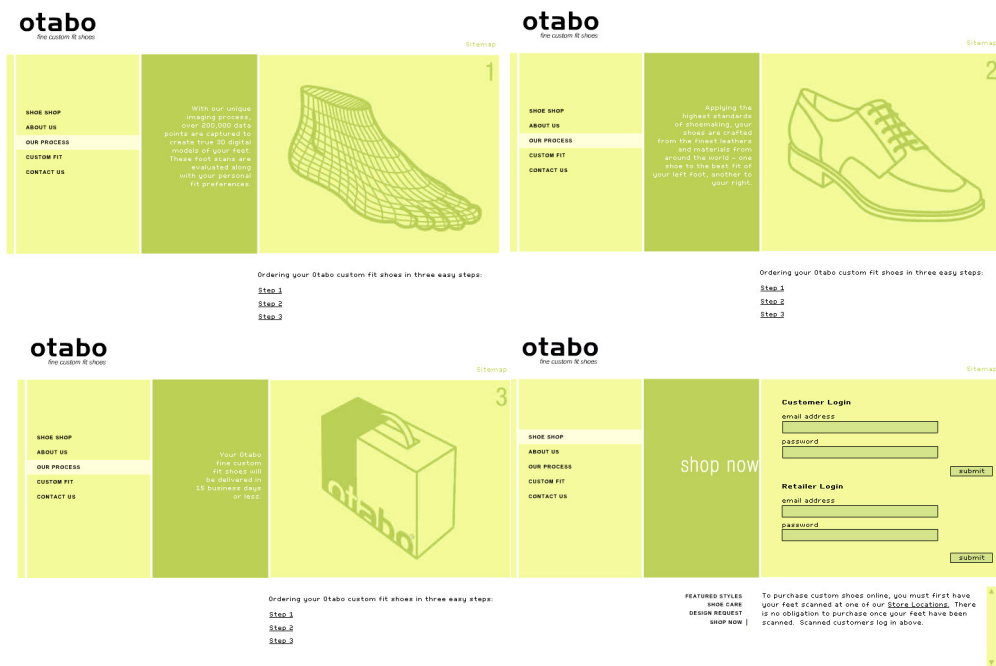 otabo
fine custom fit shoes
Sitemap
1
SHOE SHOP
ABOUT US
OUR PROCESS
CUSTOM FIT
CONTACT US
With our unique
imaging process,
over 200,000 data
points are captured to
create true 3D digital
models of your feet.
These foot scans are
evaluated along
with your personal
fit preferences.
Ordering your Otabo custom fit shoes in three easy steps:
Step 1
Step 2
Step 3
otabo
fine custom fit shoes
Sitemap
2
SHOE SHOP
ABOUT US
OUR PROCESS
CUSTOM FIT
CONTACT US
Applying the
highest standards
of shoemaking, your
shoes are crafted
from the finest leathers
and materials from
around the world – one
shoe to the best fit of
your left foot, another to
your right.
Ordering your Otabo custom fit shoes in three easy steps:
Step 1
Step 2
Step 3
otabo
fine custom fit shoes
Sitemap
3
SHOE SHOP
ABOUT US
OUR PROCESS
CUSTOM FIT
CONTACT US
Your Otabo
fine custom
fit shoes will
be delivered in
15 business days
or less.
otabo
Ordering your Otabo custom fit shoes in three easy steps:
Step 1
Step 2
Step 3
otabo
fine custom fit shoes
Sitemap
SHOE SHOP
ABOUT US
OUR PROCESS
CUSTOM FIT
CONTACT US
shop now
Customer Login
email address
password
submit
Retailer Login
email address
password
submit
FEATURED STYLES
SHOE CARE
DESIGN REQUEST
SHOP NOW |
To purchase custom shoes online, you must first have
your feet scanned at one of our Store Locations. There
is no obligation to purchase once your feet have been
scanned. Scanned customers log in above.